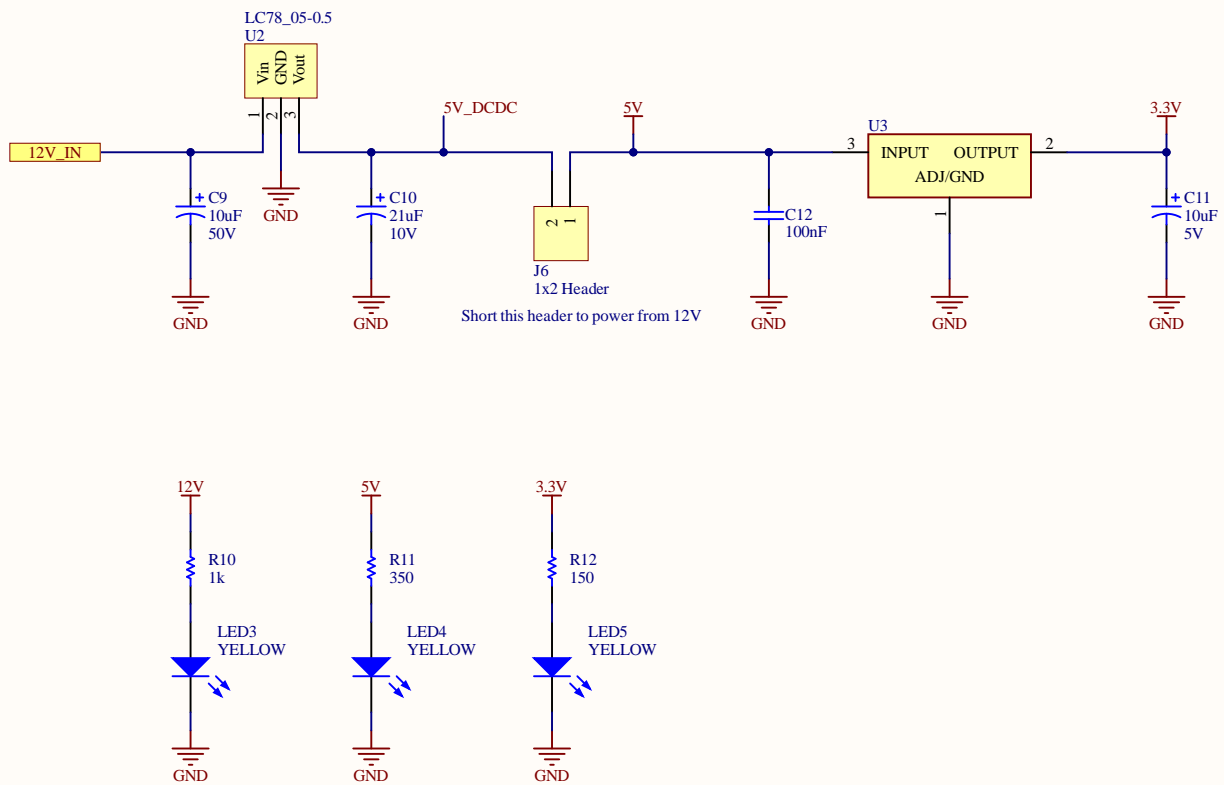 LC78_05-0.5
U2
Vin
GND
Vout
1
2
3
12V_IN
C9
10uF
50V
GND
GND
5V_DCDC
C10
21uF
10V
GND
2
1
J6
1x2 Header
Short this header to power from 12V
5V
C12
100nF
GND
U3
3
INPUT OUTPUT
2
ADJ/GND
1
GND
3.3V
C11
10uF
5V
GND
12V
R10
1k
LED3
YELLOW
GND
5V
R11
350
LED4
YELLOW
GND
3.3V
R12
150
LED5
YELLOW
GND